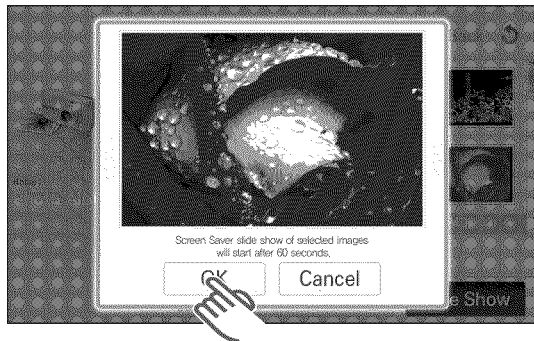 Screen Saver slide show of selected images
will start after 60 seconds.
OK
Cancel
Show